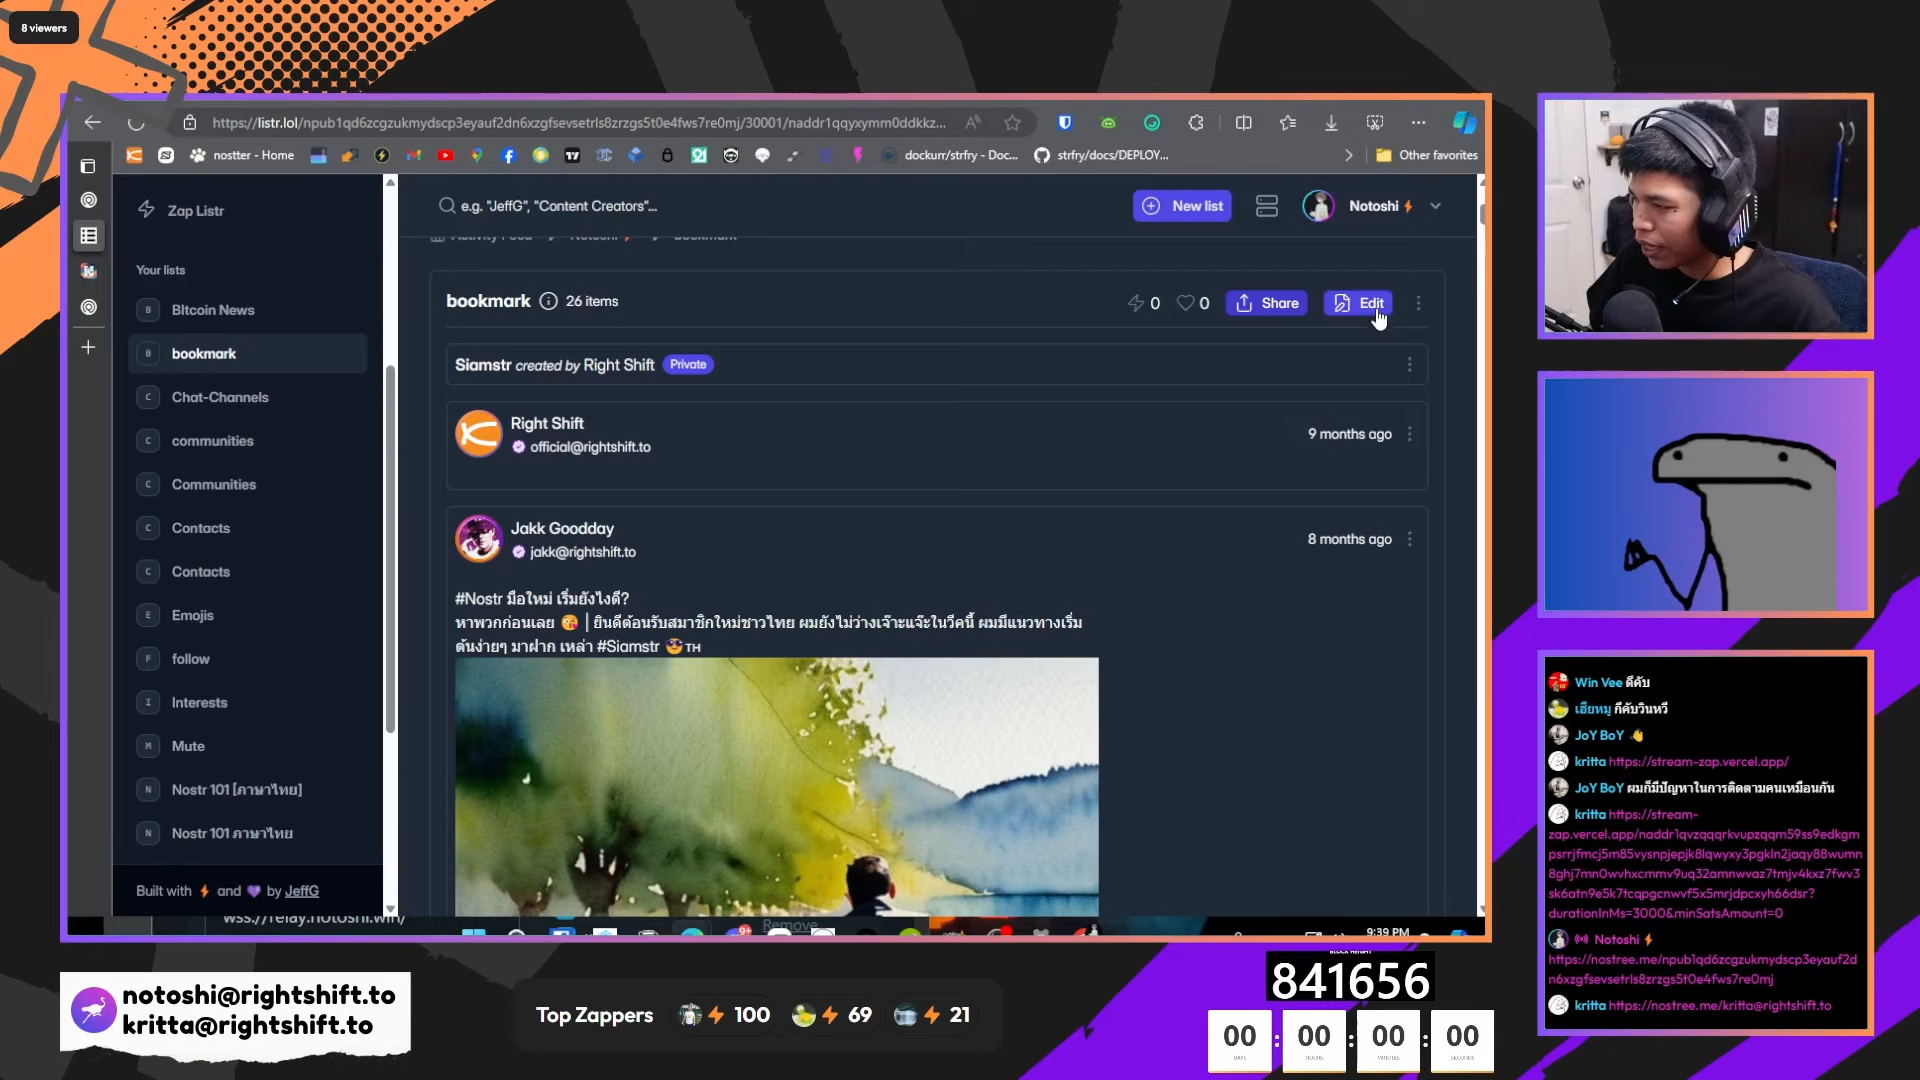 8 viewers
https://listr.lol/npub1qd6zcgzukmydscp3eyauf2dn6xzgfsevsetrls8zrzgs5t0e4fws7re0mj/30001/naddr1qqyxymm0ddkkz...
nostter - Home
dockurr/strfry - Doc...
strfry/docs/DEPLOY...
Other favorites
Zap Listr
e.g. "JeffG", "Content Creators"...
New list
Notoshi⚡
Your lists
B BItcoin News
B bookmark
C Chat-Channels
C communities
C Communities
C Contacts
C Contacts
E Emojis
F follow
I Interests
M Mute
N Nostr 101 [ภาษาไทย]
N Nostr 101 ภาษาไทย
Built with ⚡ and 💜 by JeffG
bookmark 26 items
0 0 Share Edit
Siamstr created by Right Shift Private
Right Shift
official@rightshift.to
9 months ago
Jakk Goodday
jakk@rightshift.to
8 months ago
#Nostr มือใหม่ เริ่มยังไงดี?
หาพวกก่อนเลย 😘 | ยินดีต้อนรับสมาชิกใหม่ชาวไทย ผมยังไม่ว่างเจ๊าะแจ๊ะในวีคนี้ ผมมีแนวทางเริ่ม
ต้นง่ายๆ มาฝาก เหล่า #Siamstr 😎TH
Remove
9:39 PM
Win Vee ดีคับ
เฮียหมู กีคับวินหวี
JoY BoY 👋
kritta https://stream-zap.vercel.app/
JoY BoY ผมก็มีปัญหาในการติดตามคนเหมือนกัน
kritta https://stream-
zap.vercel.app/naddr1qvzqqqrkvupzqqm59ss9edkgm
psrrjfmcj5m85vysnpjepjk8lqwyxy3pgkln2jaqy88wumn
8ghj7mn0wvhxcmmv9uq32amnwvaz7tmjv4kxz7fwv3
sk6atn9e5k7tcqpgcnwvf5x5mrjdpcxyh66dsr?
durationInMs=3000&minSatsAmount=0
Notoshi⚡
https://nostree.me/npub1qd6zcgzukmydscp3eyauf2d
n6xzgfsevsetrls8zrzgs5t0e4fws7re0mj
kritta https://nostree.me/kritta@rightshift.to
notoshi@rightshift.to
kritta@rightshift.to
Top Zappers ⚡ 100 ⚡ 69 ⚡ 21
BLOCK HEIGHT
841656
00 : 00 : 00 : 00
DAYS HOURS MINUTES SECONDS